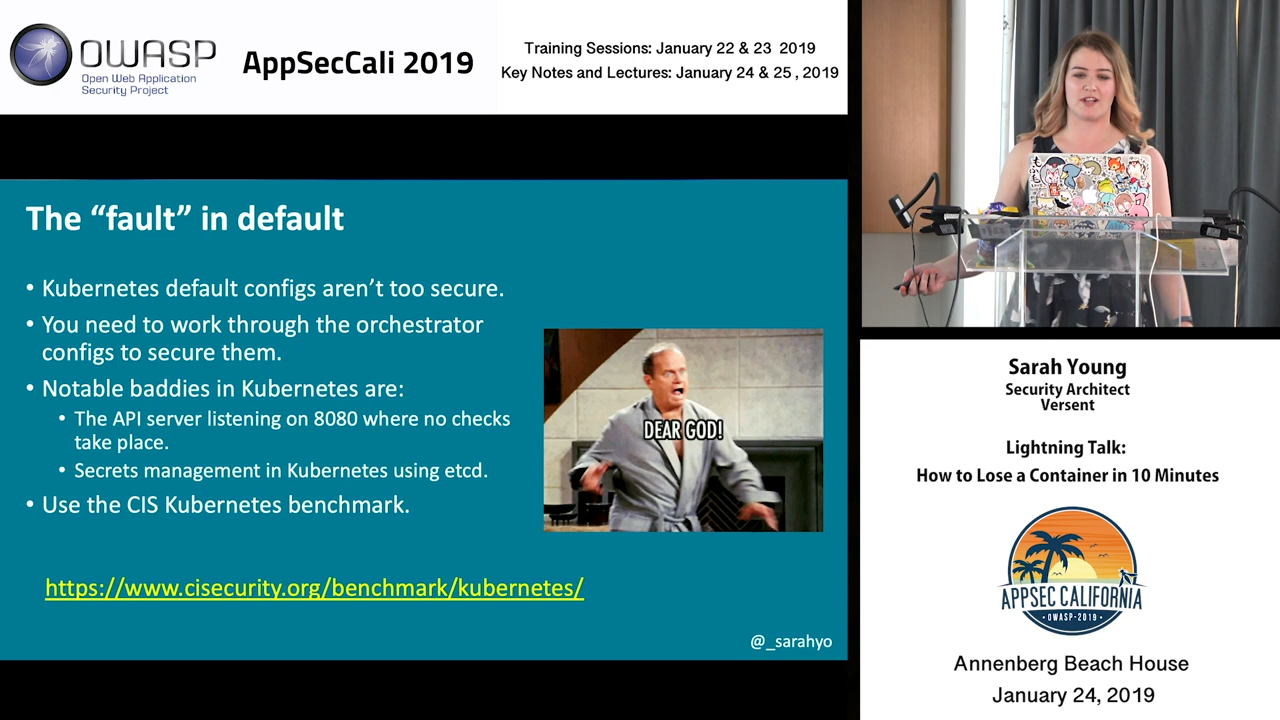 OWASP
Open Web Application
Security Project
AppSecCali 2019
Training Sessions: January 22 & 23 2019
Key Notes and Lectures: January 24 & 25 , 2019
The “fault” in default
• Kubernetes default configs aren’t too secure.
• You need to work through the orchestrator
configs to secure them.
• Notable baddies in Kubernetes are:
• The API server listening on 8080 where no checks
take place.
• Secrets management in Kubernetes using etcd.
• Use the CIS Kubernetes benchmark.
DEAR GOD!
https://www.cisecurity.org/benchmark/kubernetes/
@_sarahyo
Sarah Young
Security Architect
Versent
Lightning Talk:
How to Lose a Container in 10 Minutes
APPSEC CALIFORNIA
• OWASP-2019 •
Annenberg Beach House
January 24, 2019